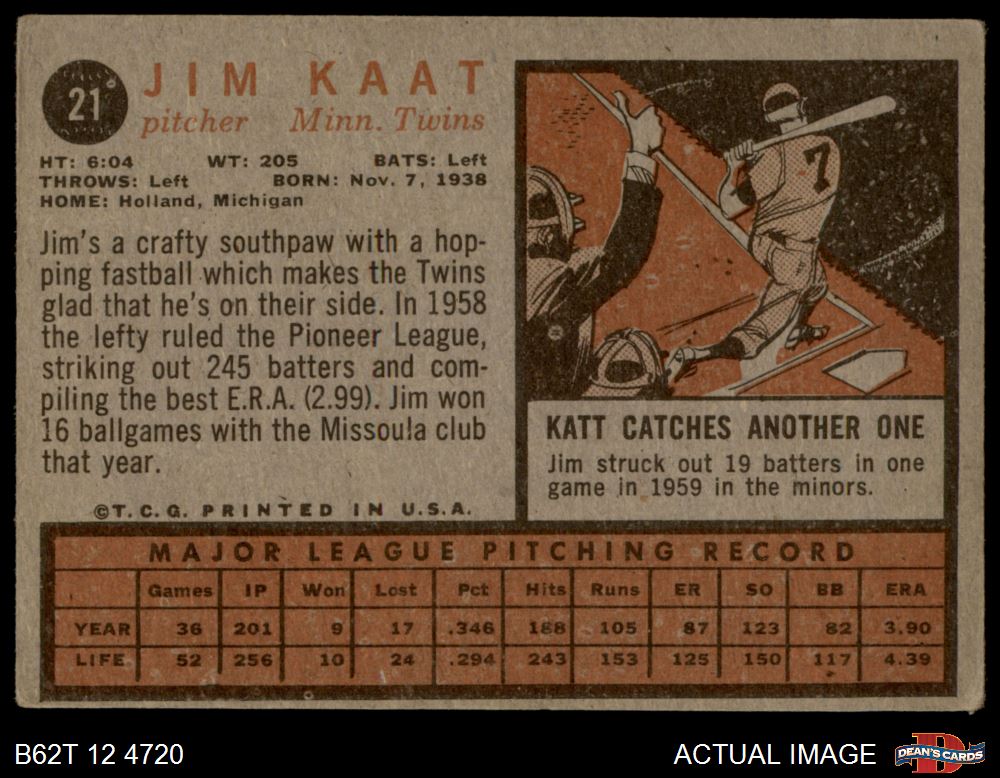 21
JIM KAAT
pitcher Minn. Twins
HT: 6:04 WT: 205 BATS: Left
THROWS: Left BORN: Nov. 7, 1938
HOME: Holland, Michigan
Jim's a crafty southpaw with a hop-
ping fastball which makes the Twins
glad that he's on their side. In 1958
the lefty ruled the Pioneer League,
striking out 245 batters and com-
piling the best E.R.A. (2.99). Jim won
16 ballgames with the Missoula club
that year.
©T.C.G. PRINTED IN U.S.A.
7
KATT CATCHES ANOTHER ONE
Jim struck out 19 batters in one
game in 1959 in the minors.
MAJOR LEAGUE PITCHING RECORD
Games IP Won Lost Pct Hits Runs ER SO BB ERA
YEAR 36 201 9 17 .346 188 105 87 123 82 3.90
LIFE 52 256 10 24 .294 243 153 125 150 117 4.39
B62T 12 4720
ACTUAL IMAGE
DEAN'S CARDS